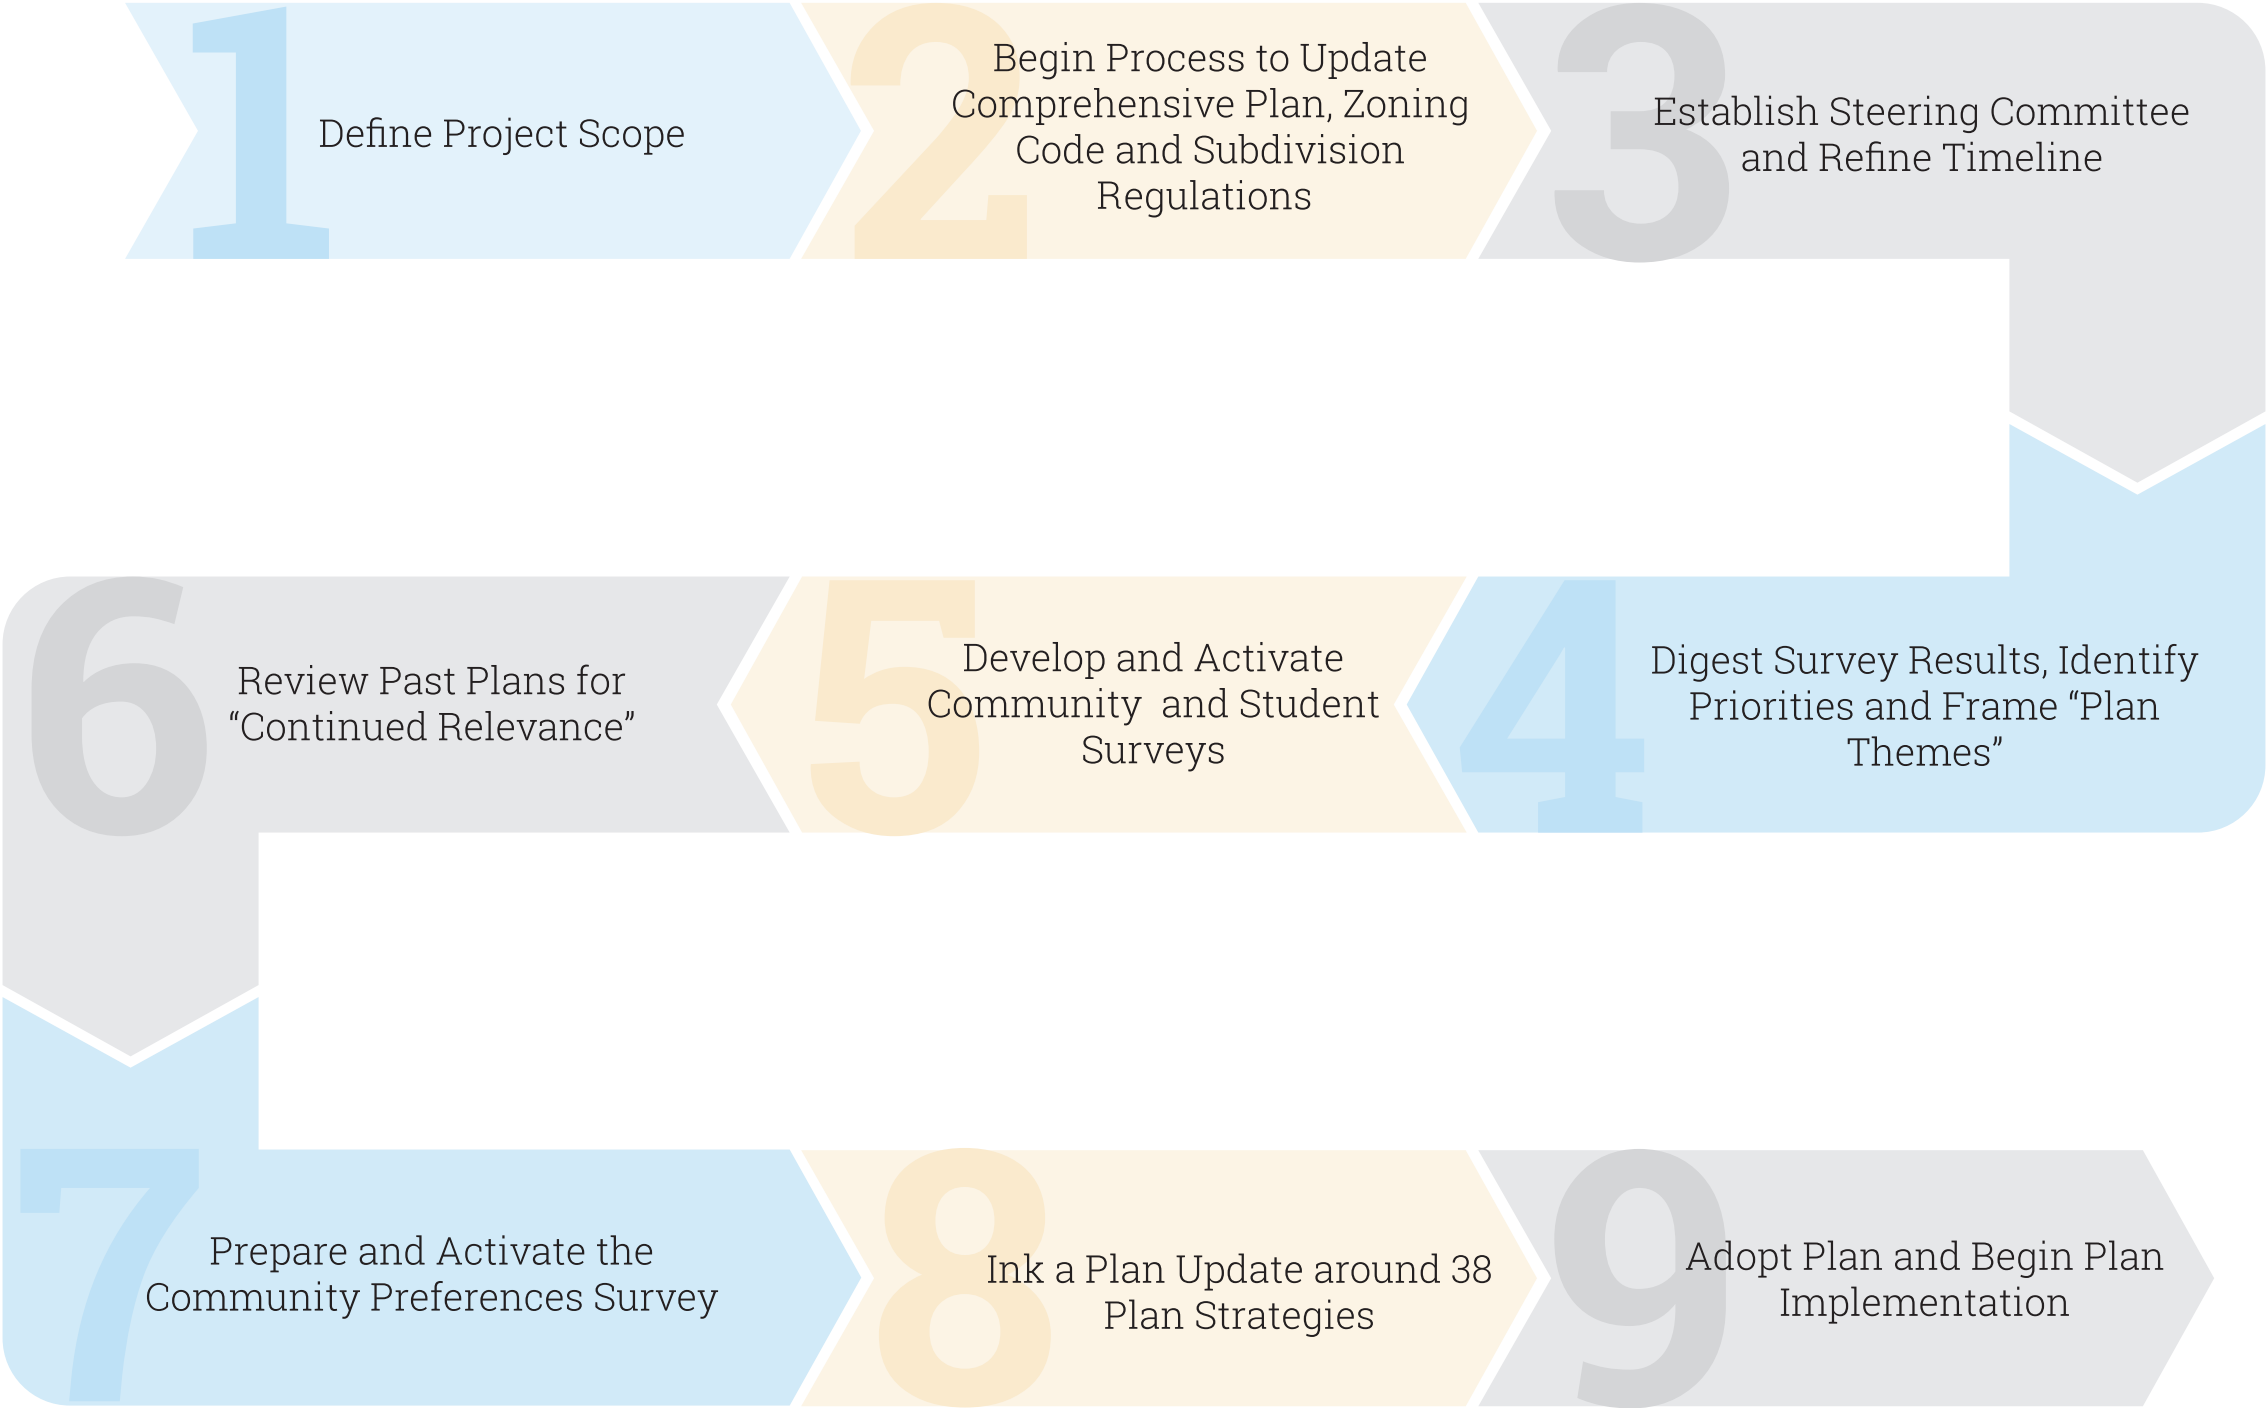 1
Define Project Scope
2
Begin Process to Update
Comprehensive Plan, Zoning
Code and Subdivision
Regulations
3
Establish Steering Committee
and Refine Timeline
4
Digest Survey Results, Identify
Priorities and Frame “Plan
Themes”
5
Develop and Activate
Community  and Student
Surveys
6
Review Past Plans for
“Continued Relevance”
7
Prepare and Activate the
Community Preferences Survey
8
Ink a Plan Update around 38
Plan Strategies
9
Adopt Plan and Begin Plan
Implementation